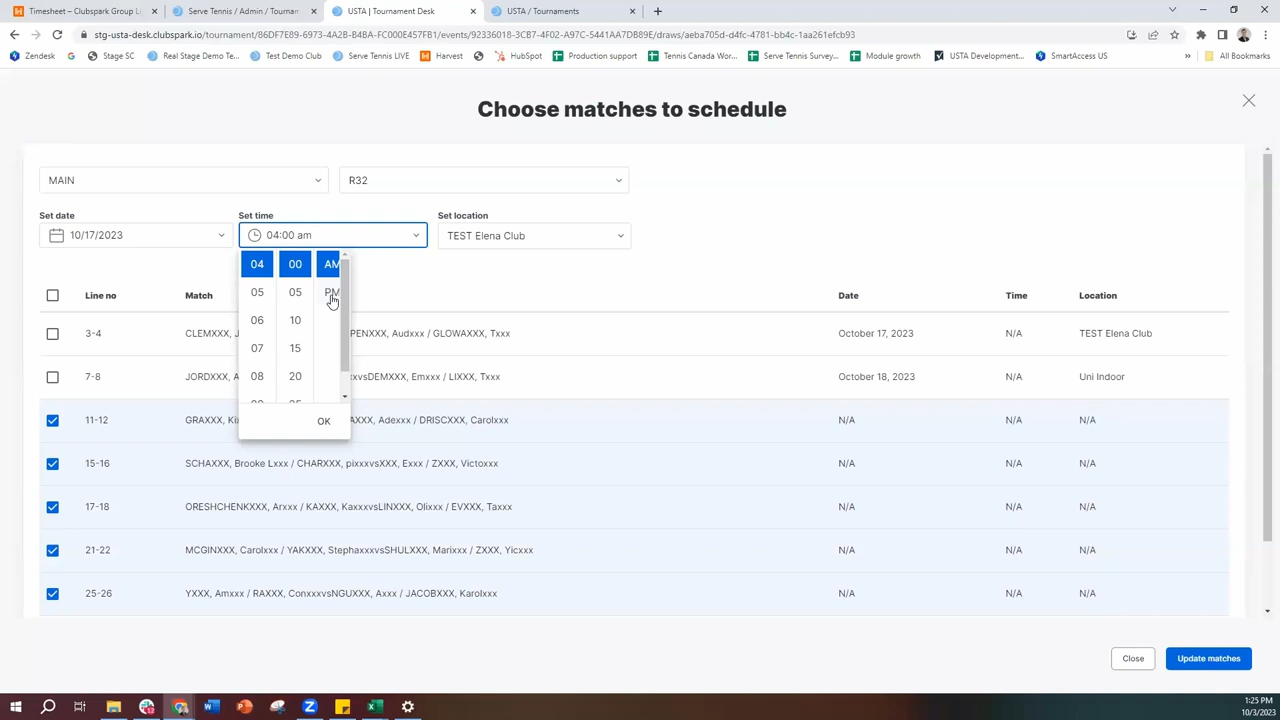 Timesheet — Clubspark Group Li
Serve Tennis / Admin / Tournam
USTA | Tournament Desk
USTA / Tournaments
stg-usta-desk.clubspark.io/tournament/86DF7E89-6973-4A2B-B4BA-FC000E457FB1/events/92336018-3CB7-4F02-A97C-5441AA7DB89E/draws/aeba705d-d4fc-4781-bb4c-1aa261efcb93
Zendesk
Stage SC
Real Stage Demo Te...
Test Demo Club
Serve Tennis LIVE
Harvest
HubSpot
Production support
Tennis Canada Wor...
Serve Tennis Survey...
Module growth
USTA Development...
SmartAccess US
»
All Bookmarks
Choose matches to schedule
MAIN
R32
Set date
Set time
Set location
10/17/2023
04:00 am
TEST Elena Club
04 00 AM
05 05 PM
06 10
07 15
08 20
OK
Line no
Match
Date
Time
Location
3-4
CLEMXXX, J
PENXXX, Audxxx / GLOWAXXX, Txxx
October 17, 2023
N/A
TEST Elena Club
7-8
JORDXXX, A
xxxvsDEMXXX, Emxxx / LIXXX, Txxx
October 18, 2023
N/A
Uni Indoor
11-12
GRAXXX, Ki
AXXX, Adexxx / DRISCXXX, Carolxxx
N/A
N/A
N/A
15-16
SCHAXXX, Brooke Lxxx / CHARXXX, pixxxvsXXX, Exxx / ZXXX, Victoxxx
N/A
N/A
N/A
17-18
ORESHCHENKXXX, Arxxx / KAXXX, KaxxxvsLINXXX, Olixxx / EVXXX, Taxxx
N/A
N/A
N/A
21-22
MCGINXXX, Carolxxx / YAKXXX, StephaxxxvsSHULXXX, Marixxx / ZXXX, Yicxxx
N/A
N/A
N/A
25-26
YXXX, Amxxx / RAXXX, ConxxxvsNGUXXX, Axxx / JACOBXXX, Karolxxx
N/A
N/A
N/A
Close
Update matches
1:25 PM
10/3/2023